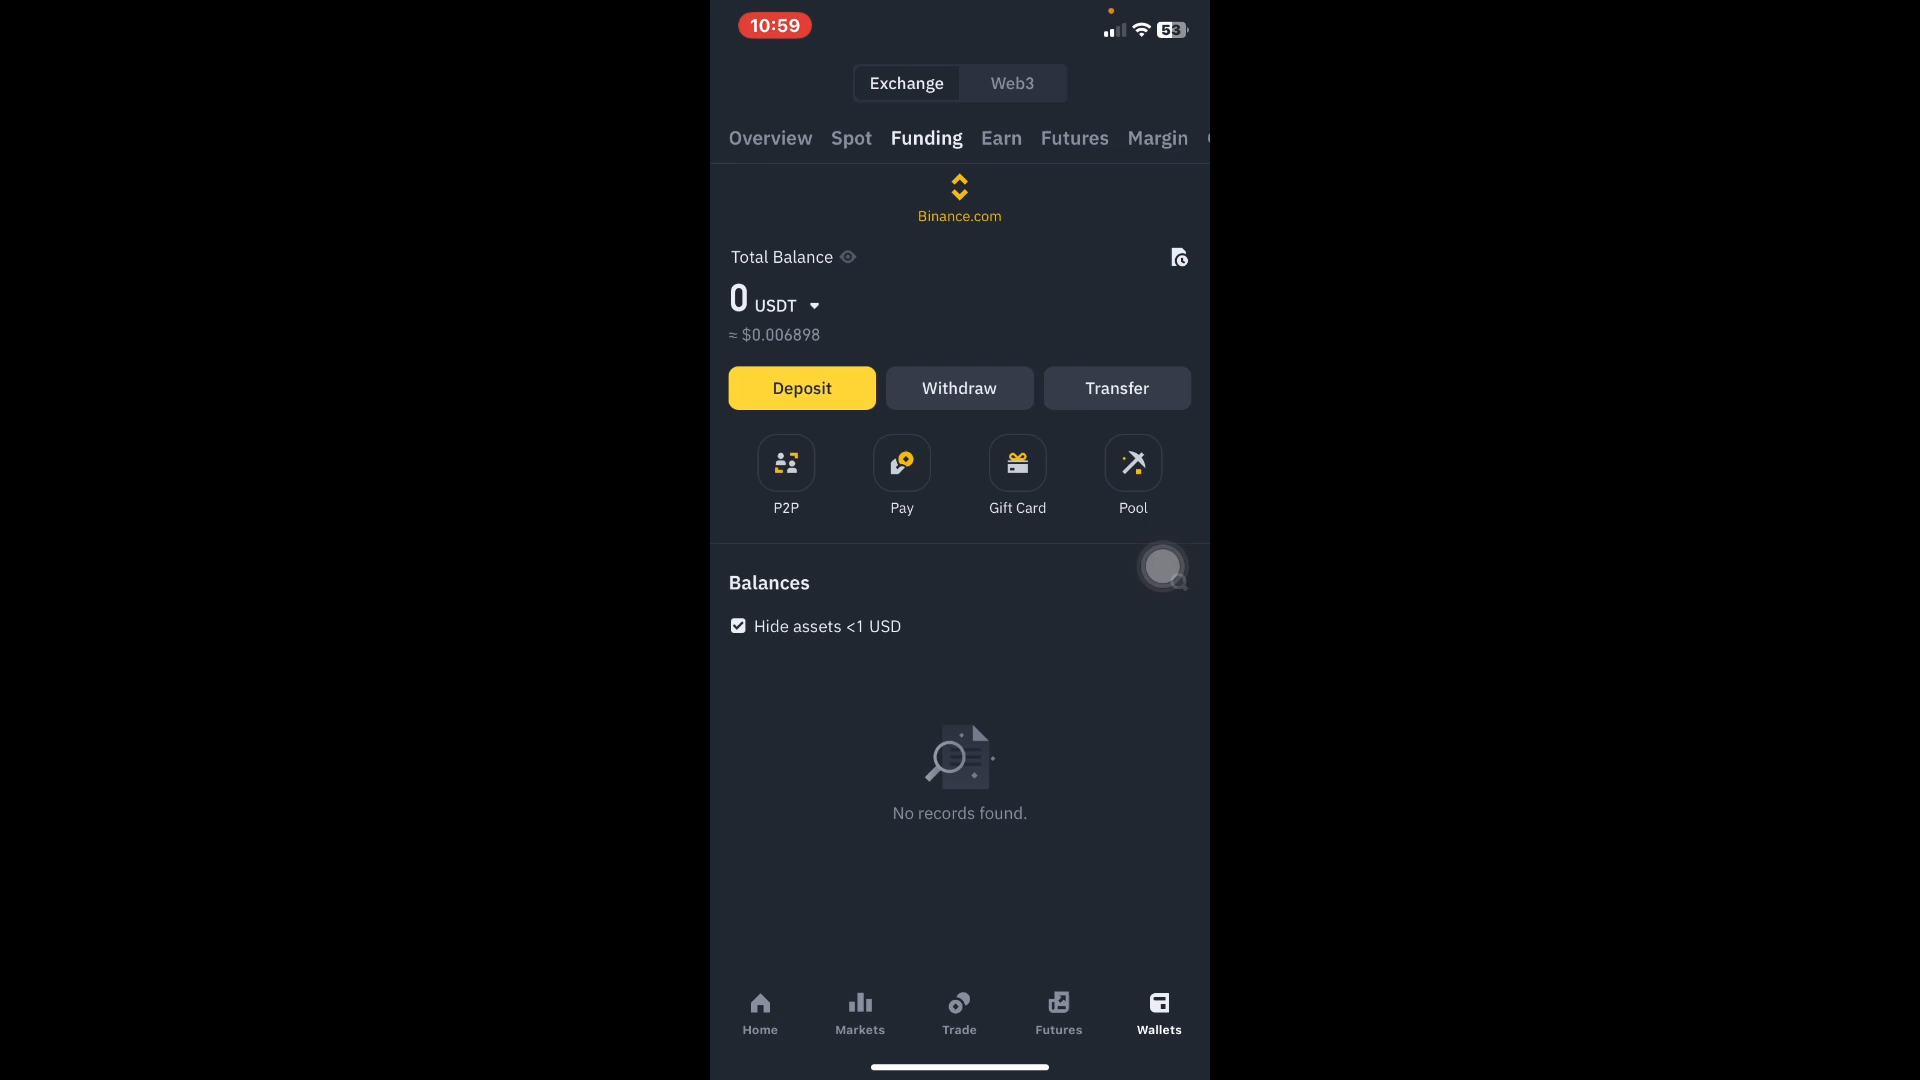 10:59
53
Exchange Web3
Overview Spot Funding Earn Futures Margin
Binance.com
Total Balance
0 USDT
≈ $0.006898
Deposit Withdraw Transfer
P2P Pay Gift Card Pool
Balances
Hide assets <1 USD
No records found.
Home Markets Trade Futures Wallets